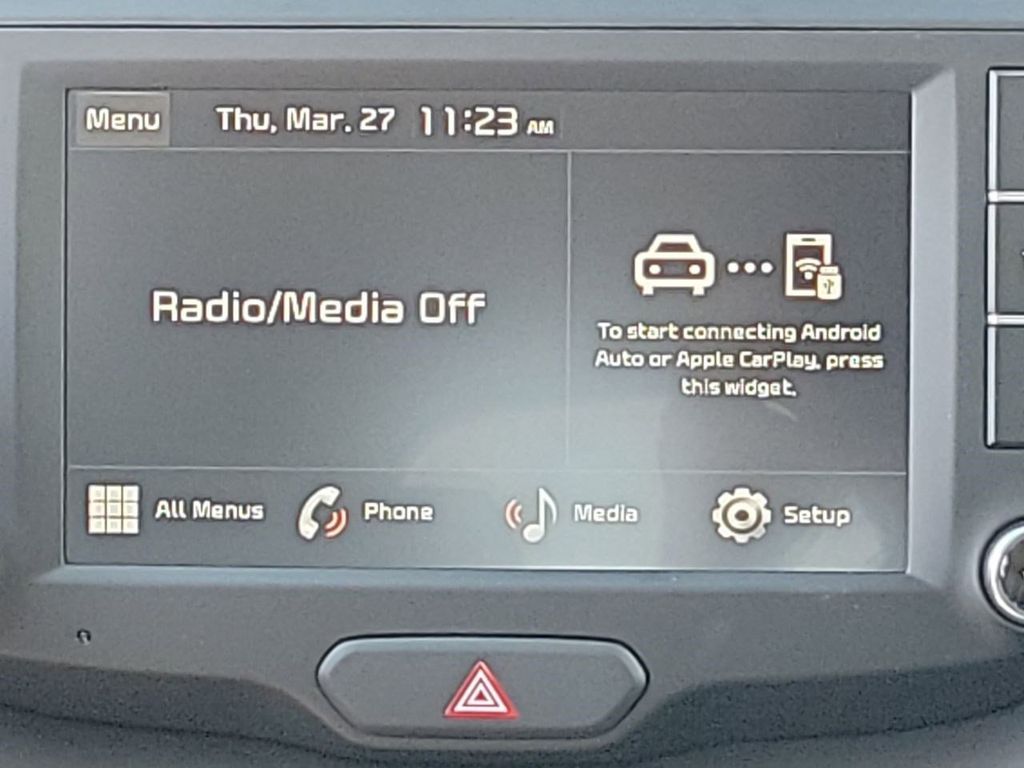 Menu Thu, Mar. 27 11:23 AM
Radio/Media Off
To start connecting Android
Auto or Apple CarPlay, press
this widget.
All Menus Phone Media Setup